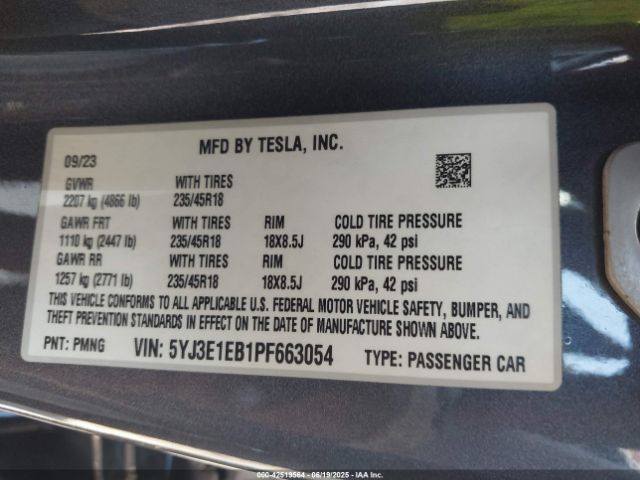 MFD BY TESLA, INC.
09/23
GVWR WITH TIRES
2207 kg (4866 lb) 235/45R18
GAWR FRT WITH TIRES RIM COLD TIRE PRESSURE
1110 kg (2447 lb) 235/45R18 18X8.5J 290 kPa, 42 psi
GAWR RR WITH TIRES RIM COLD TIRE PRESSURE
1257 kg (2771 lb) 235/45R18 18X8.5J 290 kPa, 42 psi
THIS VEHICLE CONFORMS TO ALL APPLICABLE U.S. FEDERAL MOTOR VEHICLE SAFETY, BUMPER, AND
THEFT PREVENTION STANDARDS IN EFFECT ON THE DATE OF MANUFACTURE SHOWN ABOVE.
PNT: PMNG VIN: 5YJ3E1EB1PF663054 TYPE: PASSENGER CAR
060-42519564 - 06/19/2025 - IAA Inc.